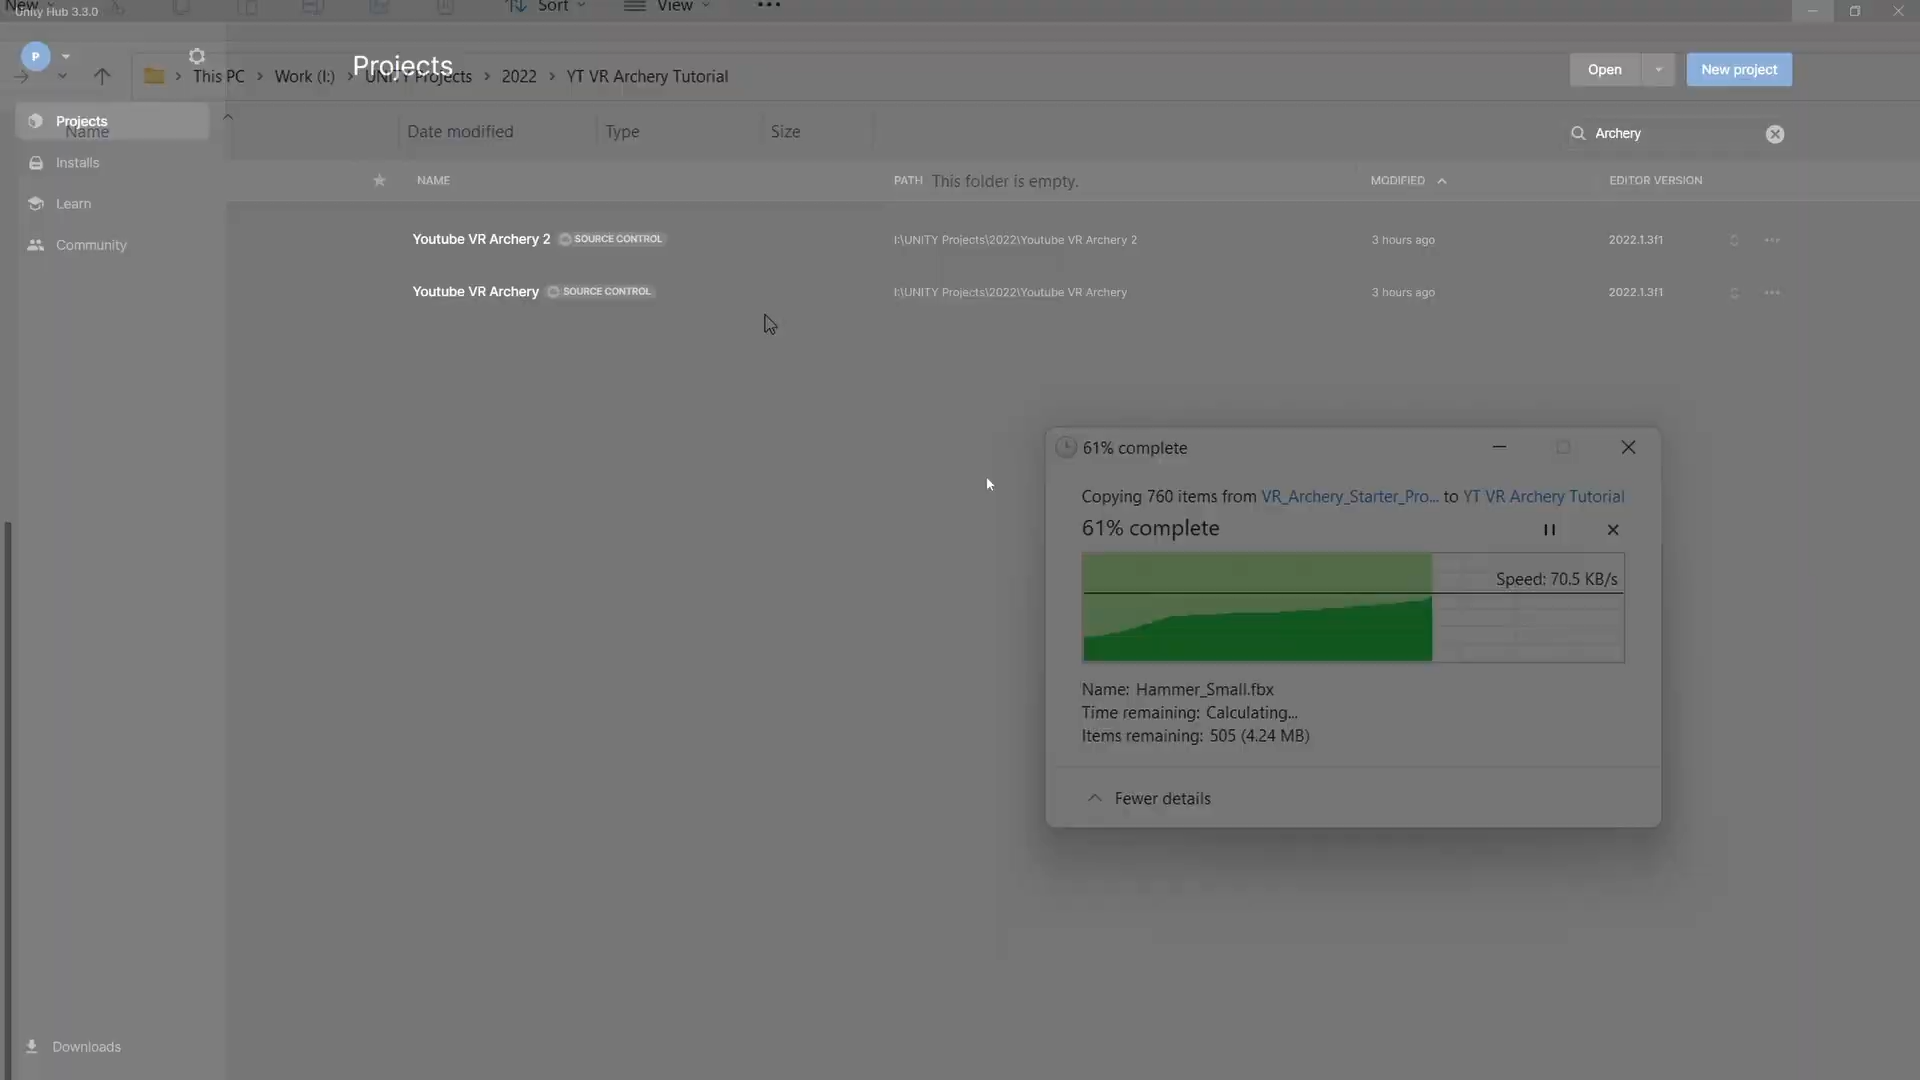 New Sort View
Unity Hub 3.3.0
P
Projects
This PC Work (I:) UNITY Projects 2022 YT VR Archery Tutorial
Open New project
Projects
Name Date modified Type Size
Archery
Installs
NAME PATH This folder is empty. MODIFIED EDITOR VERSION
Learn
Youtube VR Archery 2 SOURCE CONTROL I:\UNITY Projects\2022\Youtube VR Archery 2 3 hours ago 2022.1.3f1
Community
Youtube VR Archery SOURCE CONTROL I:\UNITY Projects\2022\Youtube VR Archery 3 hours ago 2022.1.3f1
61% complete
Copying 760 items from VR_Archery_Starter_Pro... to YT VR Archery Tutorial
61% complete
Speed: 70.5 KB/s
Name: Hammer_Small.fbx
Time remaining: Calculating...
Items remaining: 505 (4.24 MB)
Fewer details
Downloads